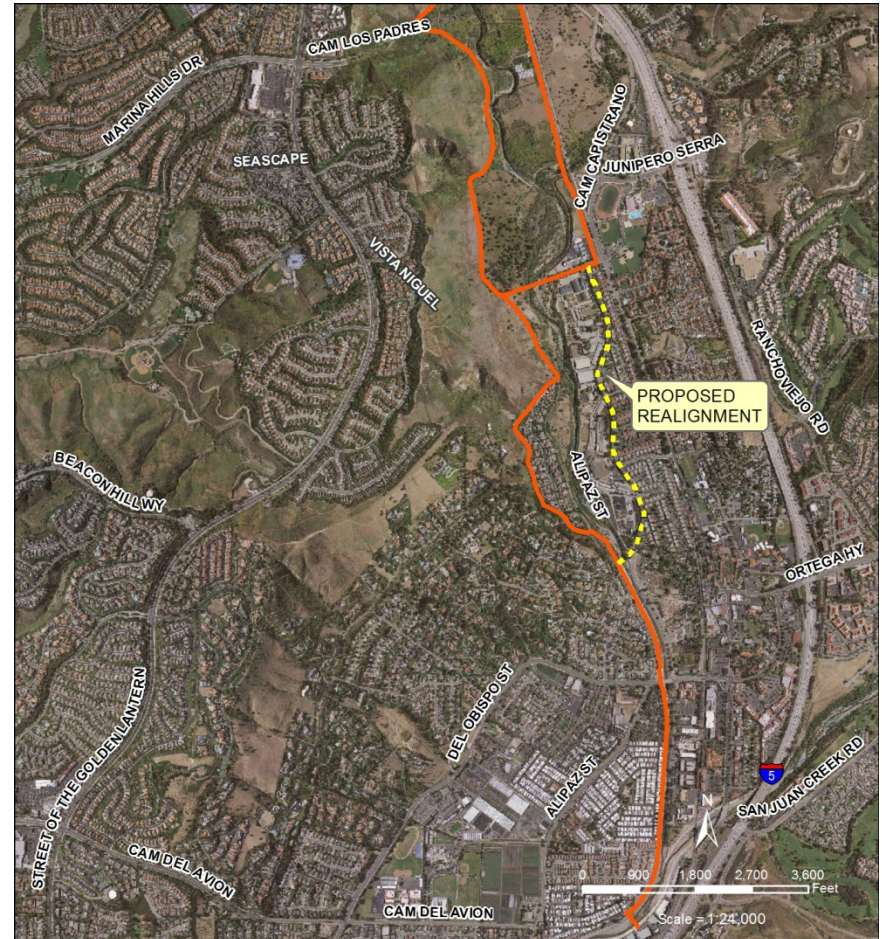 CAM LOS PADRES
MARINA HILLS DR
SEASCAPE
CAM CAPISTRANO
JUNIPERO SERRA
VISTA NIGUEL
RANCHOVIEJO RD
PROPOSED
REALIGNMENT
BEACON HILL WY
ALIPAZ ST
ORTEGA HY
STREET OF THE GOLDEN LANTERN
DEL OBISPO ST
ALIPAZ ST
5
SAN JUAN CREEK RD
N
CAM DEL AVION
0 900 1,800 2,700 3,600
Feet
CAM DEL AVION
Scale = 1:24,000